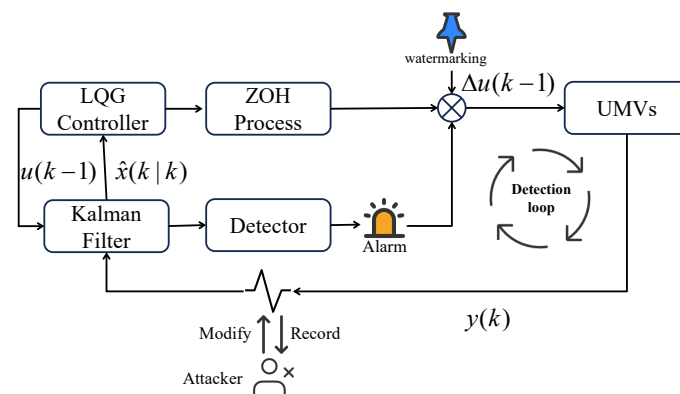 watermarking
LQG
Controller
ZOH
Process
Δu(k−1)
UMVs
u(k−1)
x̂(k|k)
Kalman
Filter
Detector
Alarm
Detection
loop
y(k)
Modify
Record
Attacker